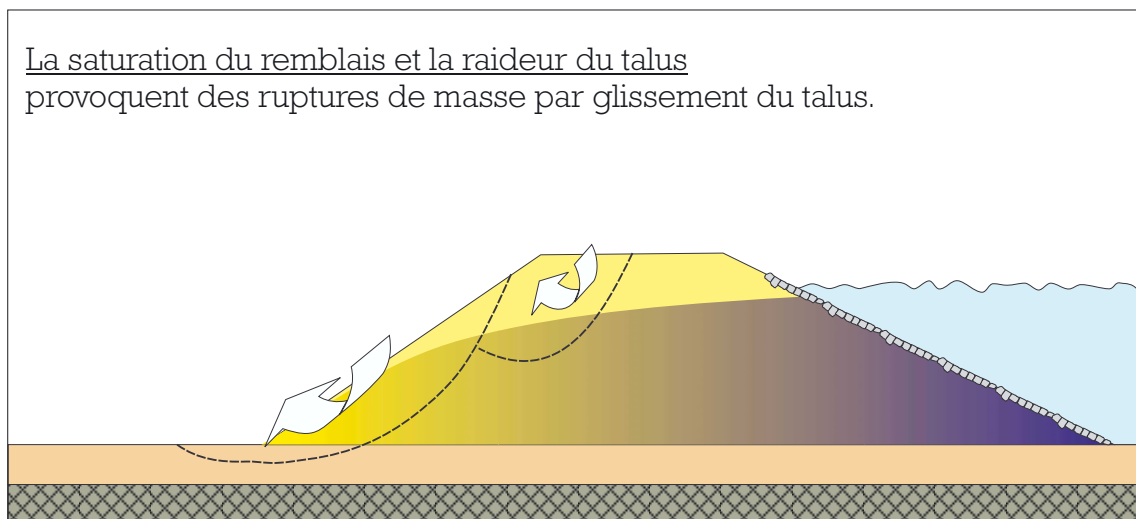 La saturation du remblais et la raideur du talus
provoquent des ruptures de masse par glissement du talus.